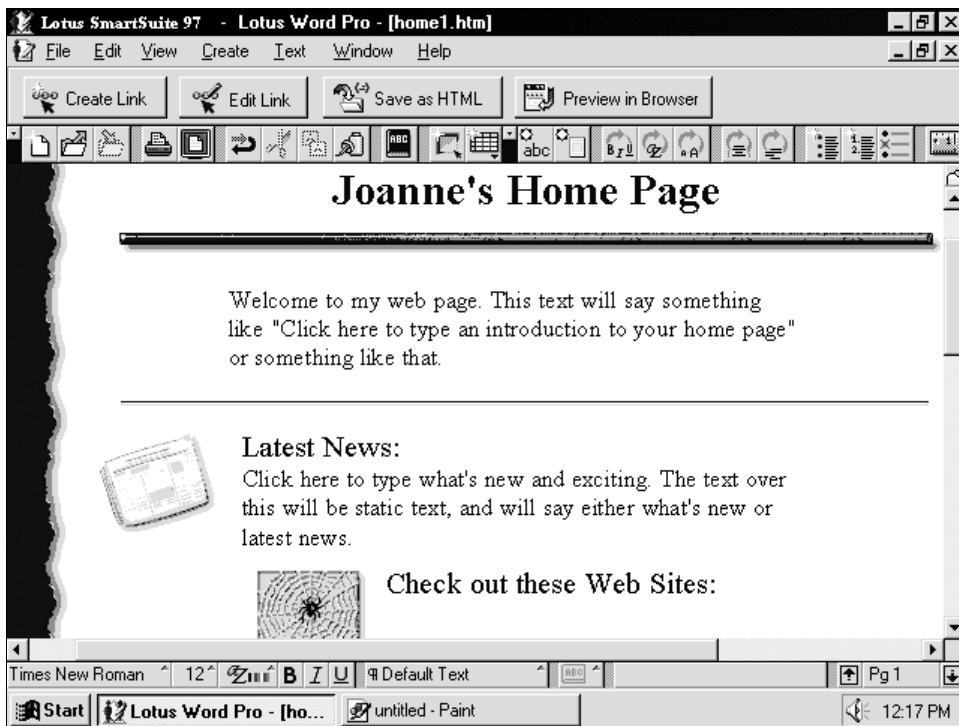 Lotus SmartSuite 97 - Lotus Word Pro - [home1.htm]
File Edit View Create Text Window Help
Create Link Edit Link Save as HTML Preview in Browser
ABC abc B I U A A 1 2 3
Joanne's Home Page
Welcome to my web page. This text will say something
like "Click here to type an introduction to your home page"
or something like that.
Latest News:
Click here to type what's new and exciting. The text over
this will be static text, and will say either what's new or
latest news.
Check out these Web Sites:
Times New Roman 12 B I U ¶ Default Text ABC Pg 1
Start Lotus Word Pro - [ho... untitled - Paint 12:17 PM